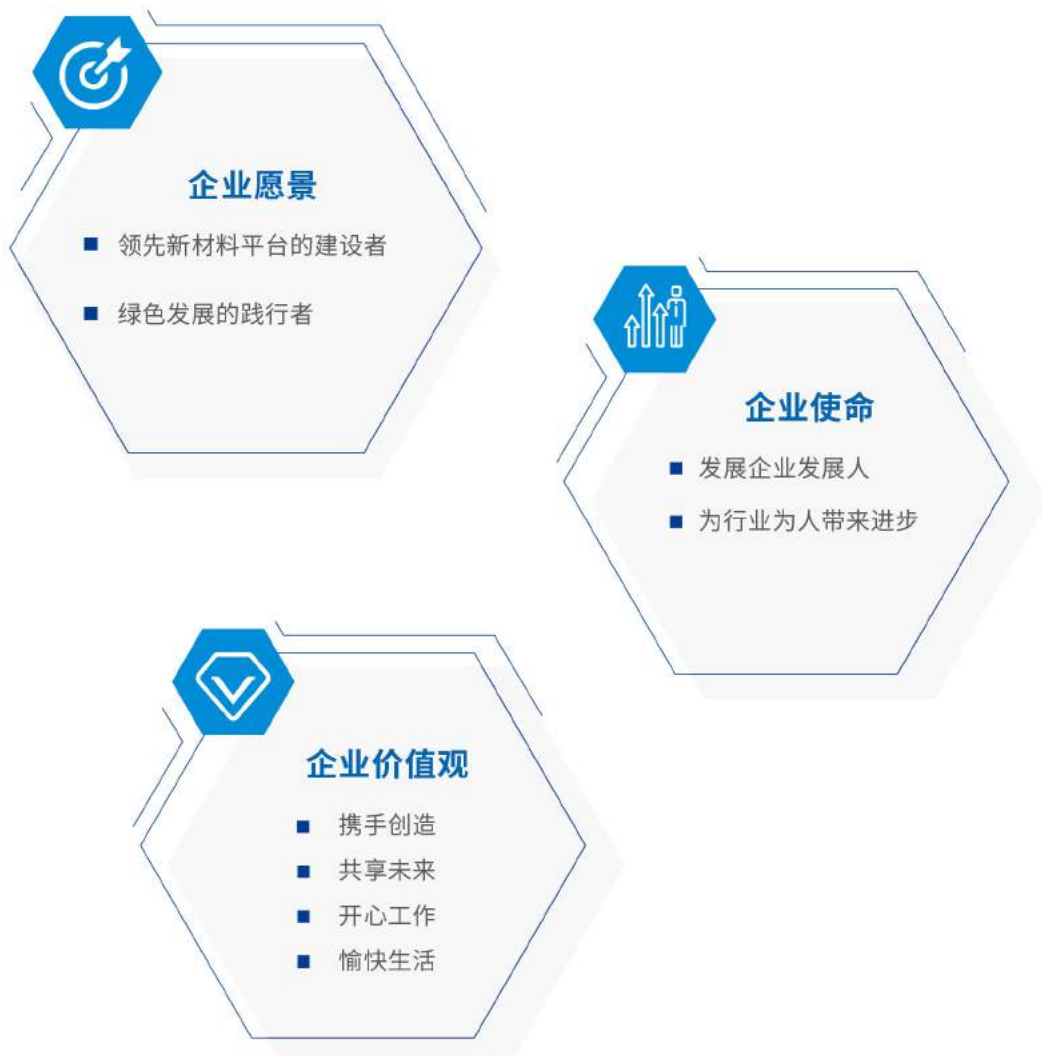 企业愿景
领先新材料平台的建设者
绿色发展的践行者
企业使命
发展企业发展人
为行业为人带来进步
企业价值观
携手创造
共享未来
开心工作
愉快生活